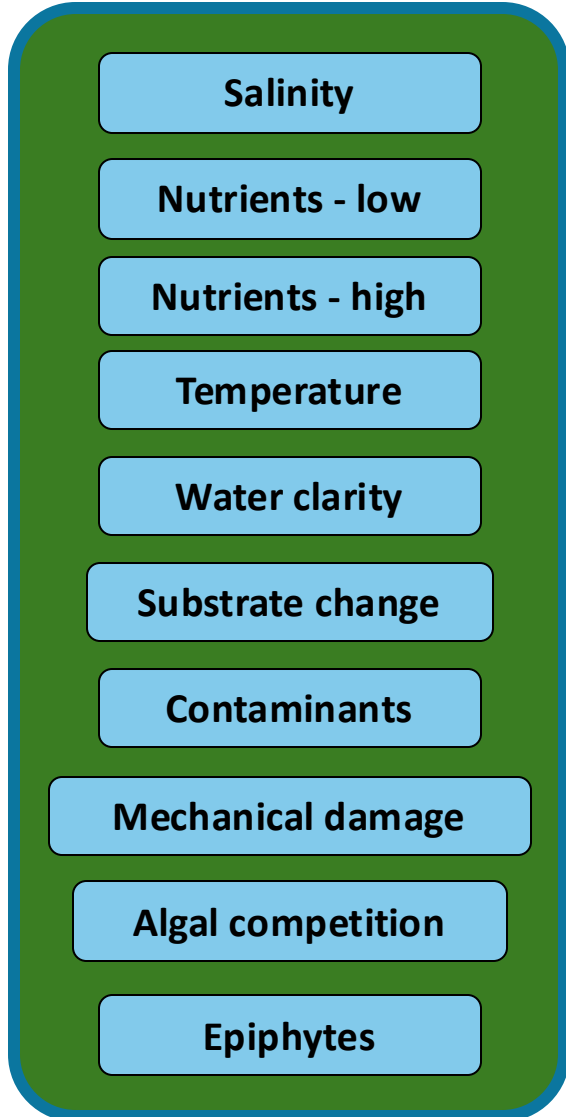 Salinity
Nutrients - low
Nutrients - high
Temperature
Water clarity
Substrate change
Contaminants
Mechanical damage
Algal competition
Epiphytes